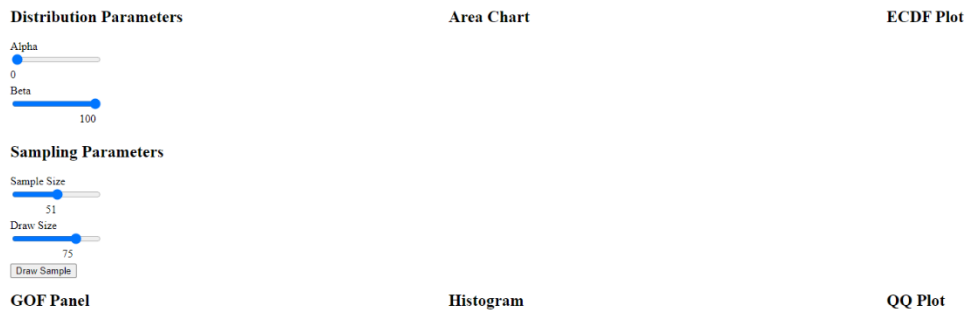 Distribution Parameters
Alpha
0
Beta
100
Sampling Parameters
Sample Size
51
Draw Size
75
Draw Sample
Area Chart
ECDF Plot
GOF Panel
Histogram
QQ Plot